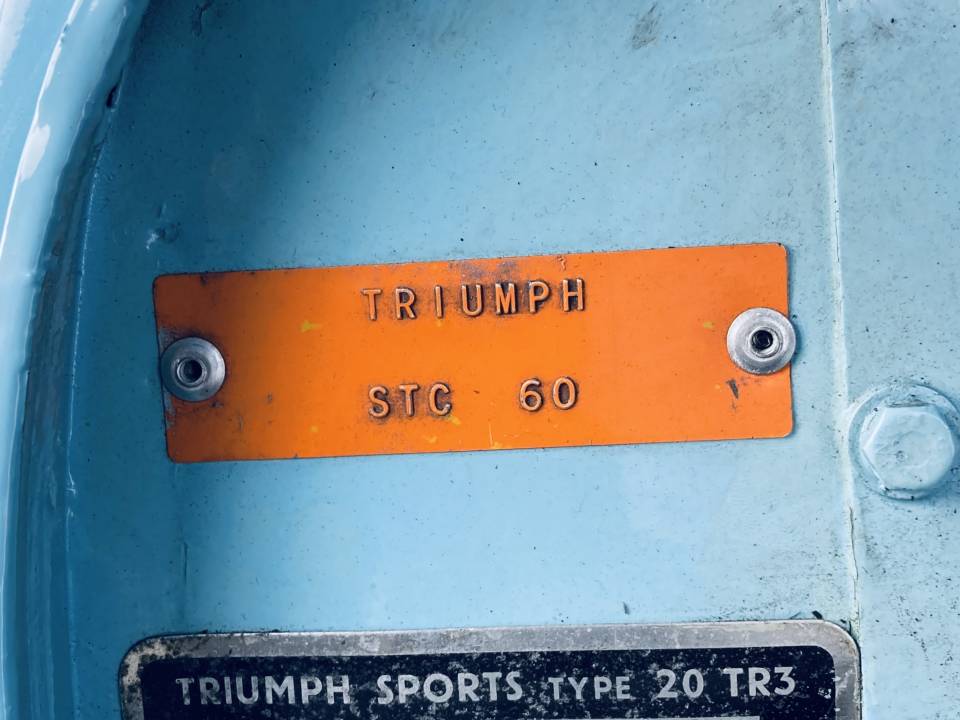 TRIUMPH
STC 60
TRIUMPH SPORTS TYPE 20 TR3